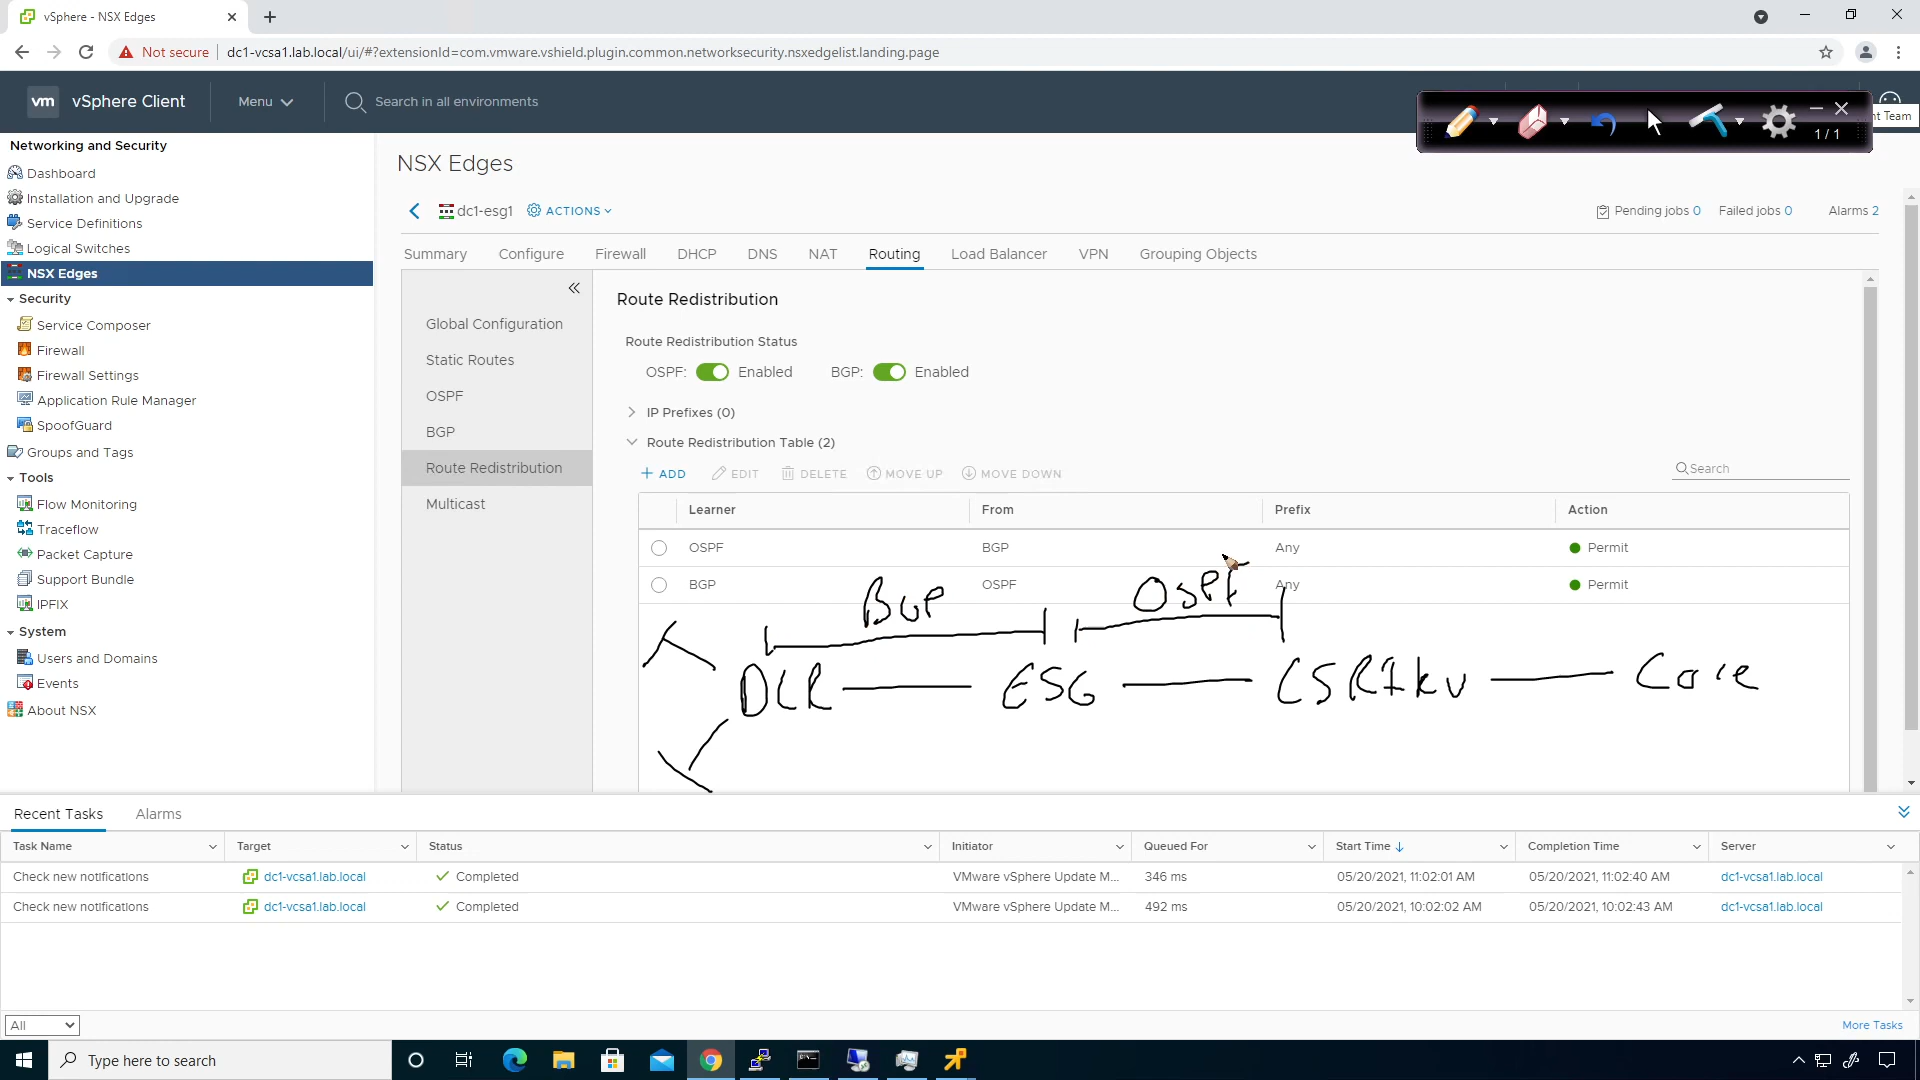 vSphere - NSX Edges
Not secure dc1-vcsa1.lab.local/ui/#?extensionId=com.vmware.vshield.plugin.common.networksecurity.nsxedgelist.landing.page
vm vSphere Client Menu Search in all environments
nt Team
1 / 1
Networking and Security
Dashboard
Installation and Upgrade
Service Definitions
Logical Switches
NSX Edges
Security
Service Composer
Firewall
Firewall Settings
Application Rule Manager
SpoofGuard
Groups and Tags
Tools
Flow Monitoring
Traceflow
Packet Capture
Support Bundle
IPFIX
System
Users and Domains
Events
About NSX
NSX Edges
dc1-esg1 ACTIONS Pending jobs 0 Failed jobs 0 Alarms 2
Summary Configure Firewall DHCP DNS NAT Routing Load Balancer VPN Grouping Objects
Global Configuration
Static Routes
OSPF
BGP
Route Redistribution
Multicast
Route Redistribution
Route Redistribution Status
OSPF: Enabled BGP: Enabled
IP Prefixes (0)
Route Redistribution Table (2)
+ ADD EDIT DELETE MOVE UP MOVE DOWN Search
Learner From Prefix Action
OSPF BGP Any Permit
BGP OSPF Any Permit
BGP OSPF
DLR ESG CSR1kv Core
Recent Tasks Alarms
Task Name Target Status Initiator Queued For Start Time Completion Time Server
Check new notifications dc1-vcsa1.lab.local Completed VMware vSphere Update M... 346 ms 05/20/2021, 11:02:01 AM 05/20/2021, 11:02:40 AM dc1-vcsa1.lab.local
Check new notifications dc1-vcsa1.lab.local Completed VMware vSphere Update M... 492 ms 05/20/2021, 10:02:02 AM 05/20/2021, 10:02:43 AM dc1-vcsa1.lab.local
All More Tasks
Type here to search